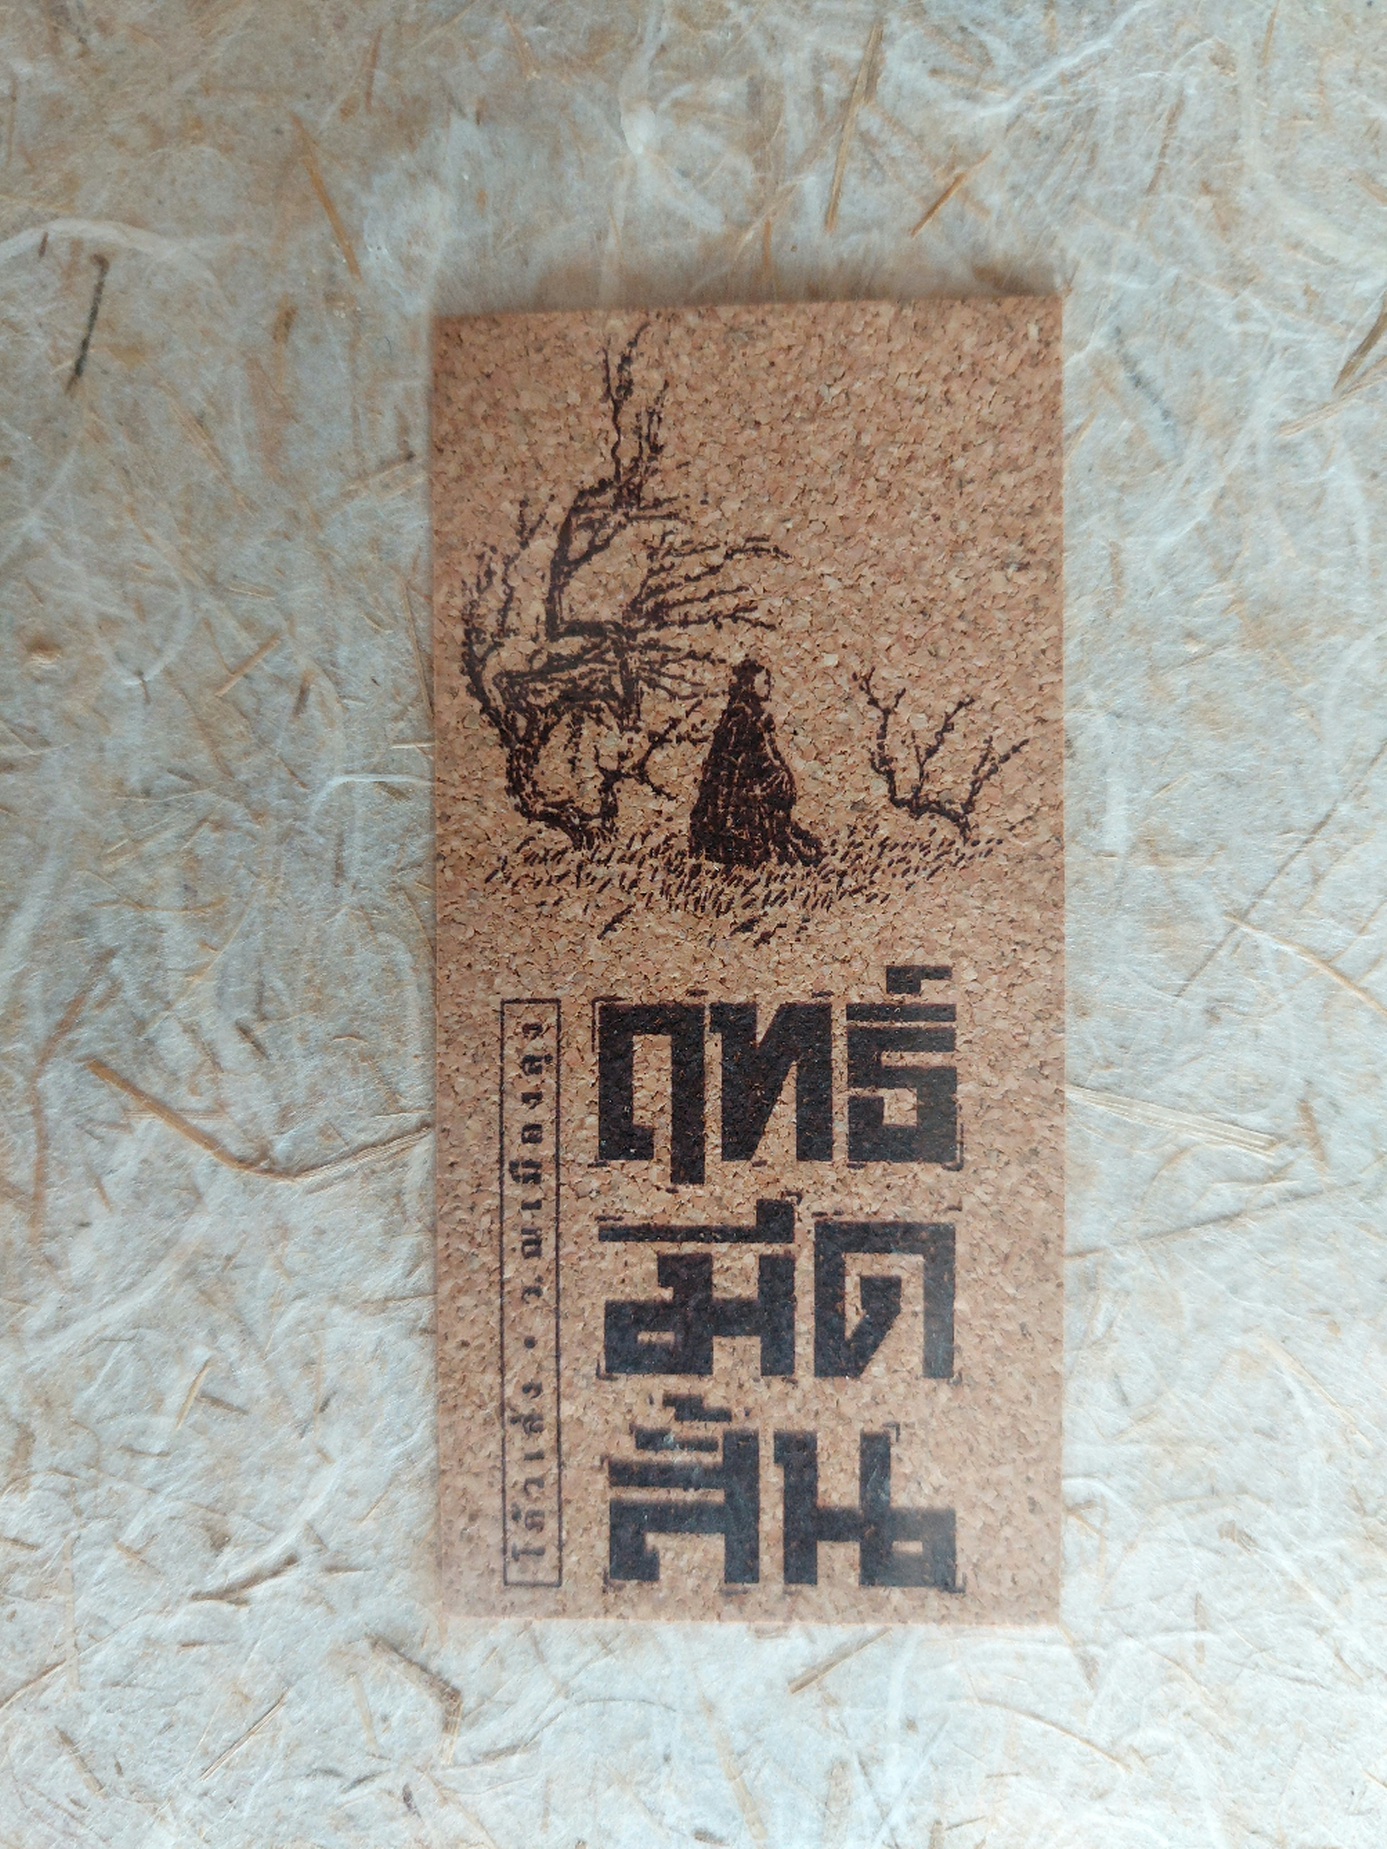 ฤทธิ์
มีด
สั้น
โก้วเล้ง • ว. ณ เมืองลุง